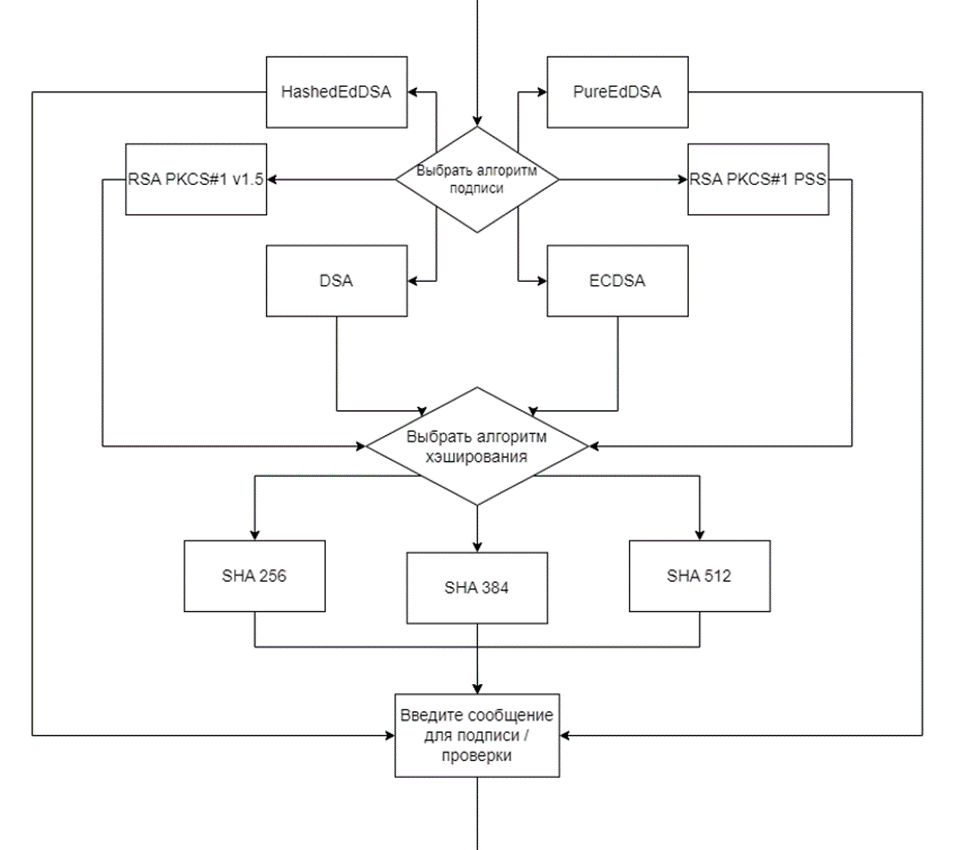 HashedEdDSA
PureEdDSA
Выбрать алгоритм
подписи
RSA PKCS#1 v1.5
RSA PKCS#1 PSS
DSA
ECDSA
Выбрать алгоритм
хэширования
SHA 256
SHA 384
SHA 512
Введите сообщение
для подписи /
проверки